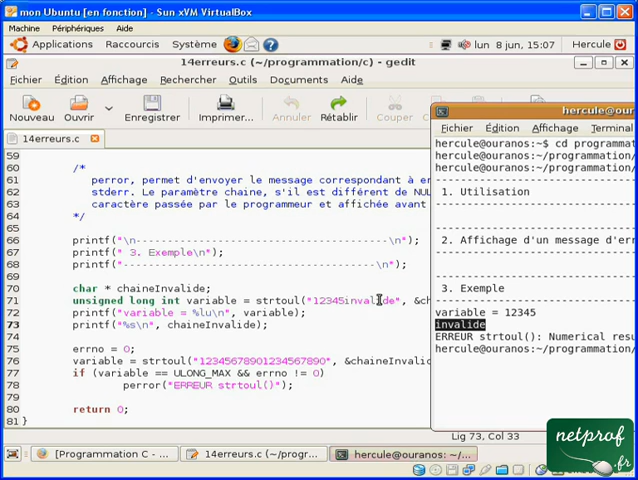 mon Ubuntu [en fonction] - Sun xVM VirtualBox
Machine Périphériques Aide
Applications Raccourcis Système lun 8 jun, 15:07 Hercule
14erreurs.c (~/programmation/c) - gedit
Fichier Édition Affichage Rechercher Outils Documents Aide
Nouveau Ouvrir Enregistrer Imprimer... Annuler Rétablir Couper
14erreurs.c
59
60 /*
61 perror, permet d'envoyer le message correspondant à er
62 stderr. Le paramètre chaine, s'il est différent de NUL
63 caractère passée par le programmeur et affichée avant
64 */
65
66 printf("\n---------------------------------------\n");
67 printf(" 3. Exemple\n");
68 printf("---------------------------------------\n");
69
70 char * chaineInvalide;
71 unsigned long int variable = strtoul("12345invalide", &ch
72 printf("variable = %lu\n", variable);
73 printf("%s\n", chaineInvalide);
74
75 errno = 0;
76 variable = strtoul("12345678901234567890", &chaineInvalid
77 if (variable == ULONG_MAX && errno != 0)
78 perror("ERREUR strtoul()");
79
80 return 0;
81 }
hercule@our
Fichier Édition Affichage Terminal
hercule@ouranos:~$ cd programmat
hercule@ouranos:~/programmation/
hercule@ouranos:~/programmation/
1. Utilisation
2. Affichage d'un message d'err
3. Exemple
variable = 12345
invalide
ERREUR strtoul(): Numerical resu
hercule@ouranos:~/programmation/
Lig 73, Col 33
netprof
.fr
[Programmation C - ... 14erreurs.c (~/progr... hercule@ouranos: ~/...